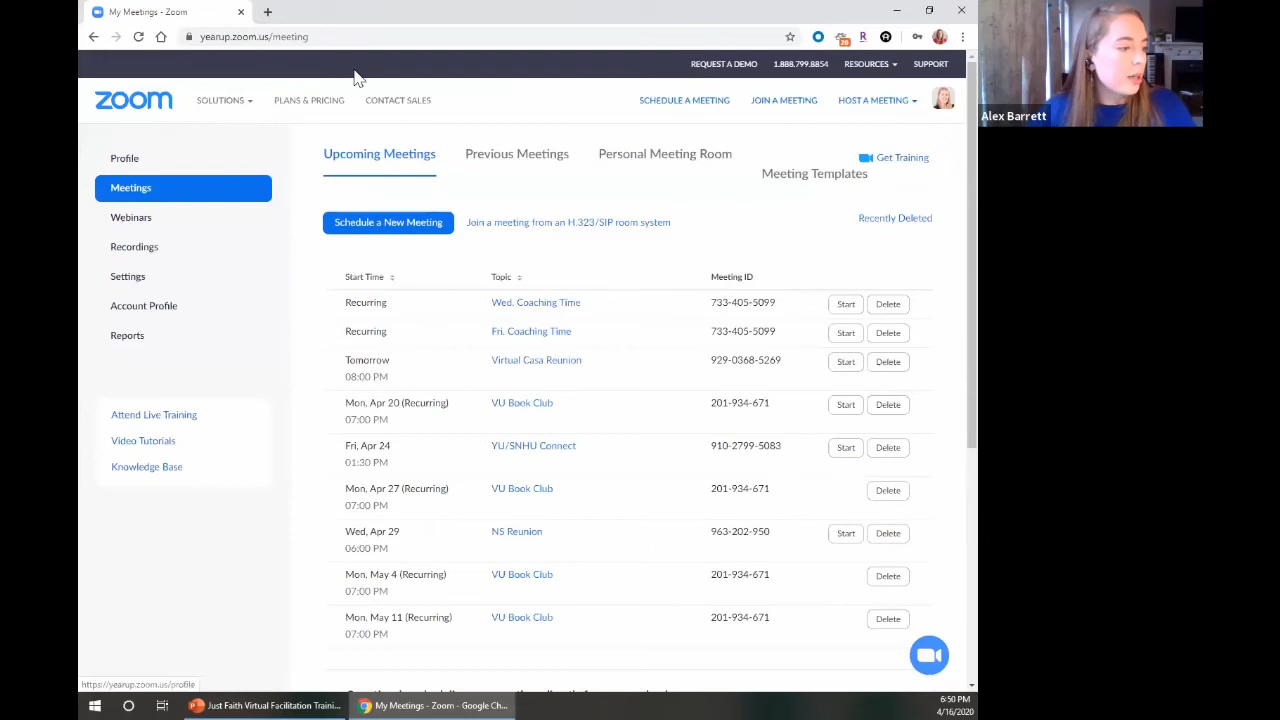 My Meetings - Zoom
yearup.zoom.us/meeting
20
REQUEST A DEMO 1.888.799.8854 RESOURCES SUPPORT
zoom SOLUTIONS PLANS & PRICING CONTACT SALES SCHEDULE A MEETING JOIN A MEETING HOST A MEETING
Alex Barrett
Profile
Meetings
Webinars
Recordings
Settings
Account Profile
Reports
Attend Live Training
Video Tutorials
Knowledge Base
Upcoming Meetings Previous Meetings Personal Meeting Room
Meeting Templates
Get Training
Schedule a New Meeting Join a meeting from an H.323/SIP room system Recently Deleted
Start Time Topic Meeting ID
Recurring Wed. Coaching Time 733-405-5099 Start Delete
Recurring Fri. Coaching Time 733-405-5099 Start Delete
Tomorrow Virtual Casa Reunion 929-0368-5269 Start Delete
08:00 PM
Mon, Apr 20 (Recurring) VU Book Club 201-934-671 Start Delete
07:00 PM
Fri, Apr 24 YU/SNHU Connect 910-2799-5083 Start Delete
01:30 PM
Mon, Apr 27 (Recurring) VU Book Club 201-934-671 Delete
07:00 PM
Wed, Apr 29 NS Reunion 963-202-950 Start Delete
06:00 PM
Mon, May 4 (Recurring) VU Book Club 201-934-671 Delete
07:00 PM
Mon, May 11 (Recurring) VU Book Club 201-934-671 Delete
07:00 PM
https://yearup.zoom.us/profile
Just Faith Virtual Facilitation Traini... My Meetings - Zoom - Google Ch...
6:50 PM
4/16/2020